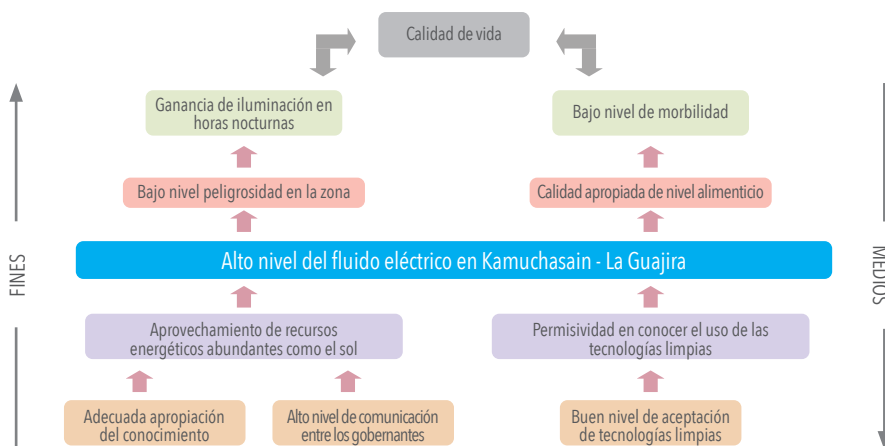 Calidad de vida
Ganancia de iluminación en
horas nocturnas
Bajo nivel de morbilidad
Bajo nivel peligrosidad en la zona
Calidad apropiada de nivel alimenticio
Alto nivel del fluido eléctrico en Kamuchasain - La Guajira
FINES
MEDIOS
Aprovechamiento de recursos
energéticos abundantes como el sol
Permisividad en conocer el uso de las
tecnologías limpias
Adecuada apropiación
del conocimiento
Alto nivel de comunicación
entre los gobernantes
Buen nivel de aceptación
de tecnologías limpias